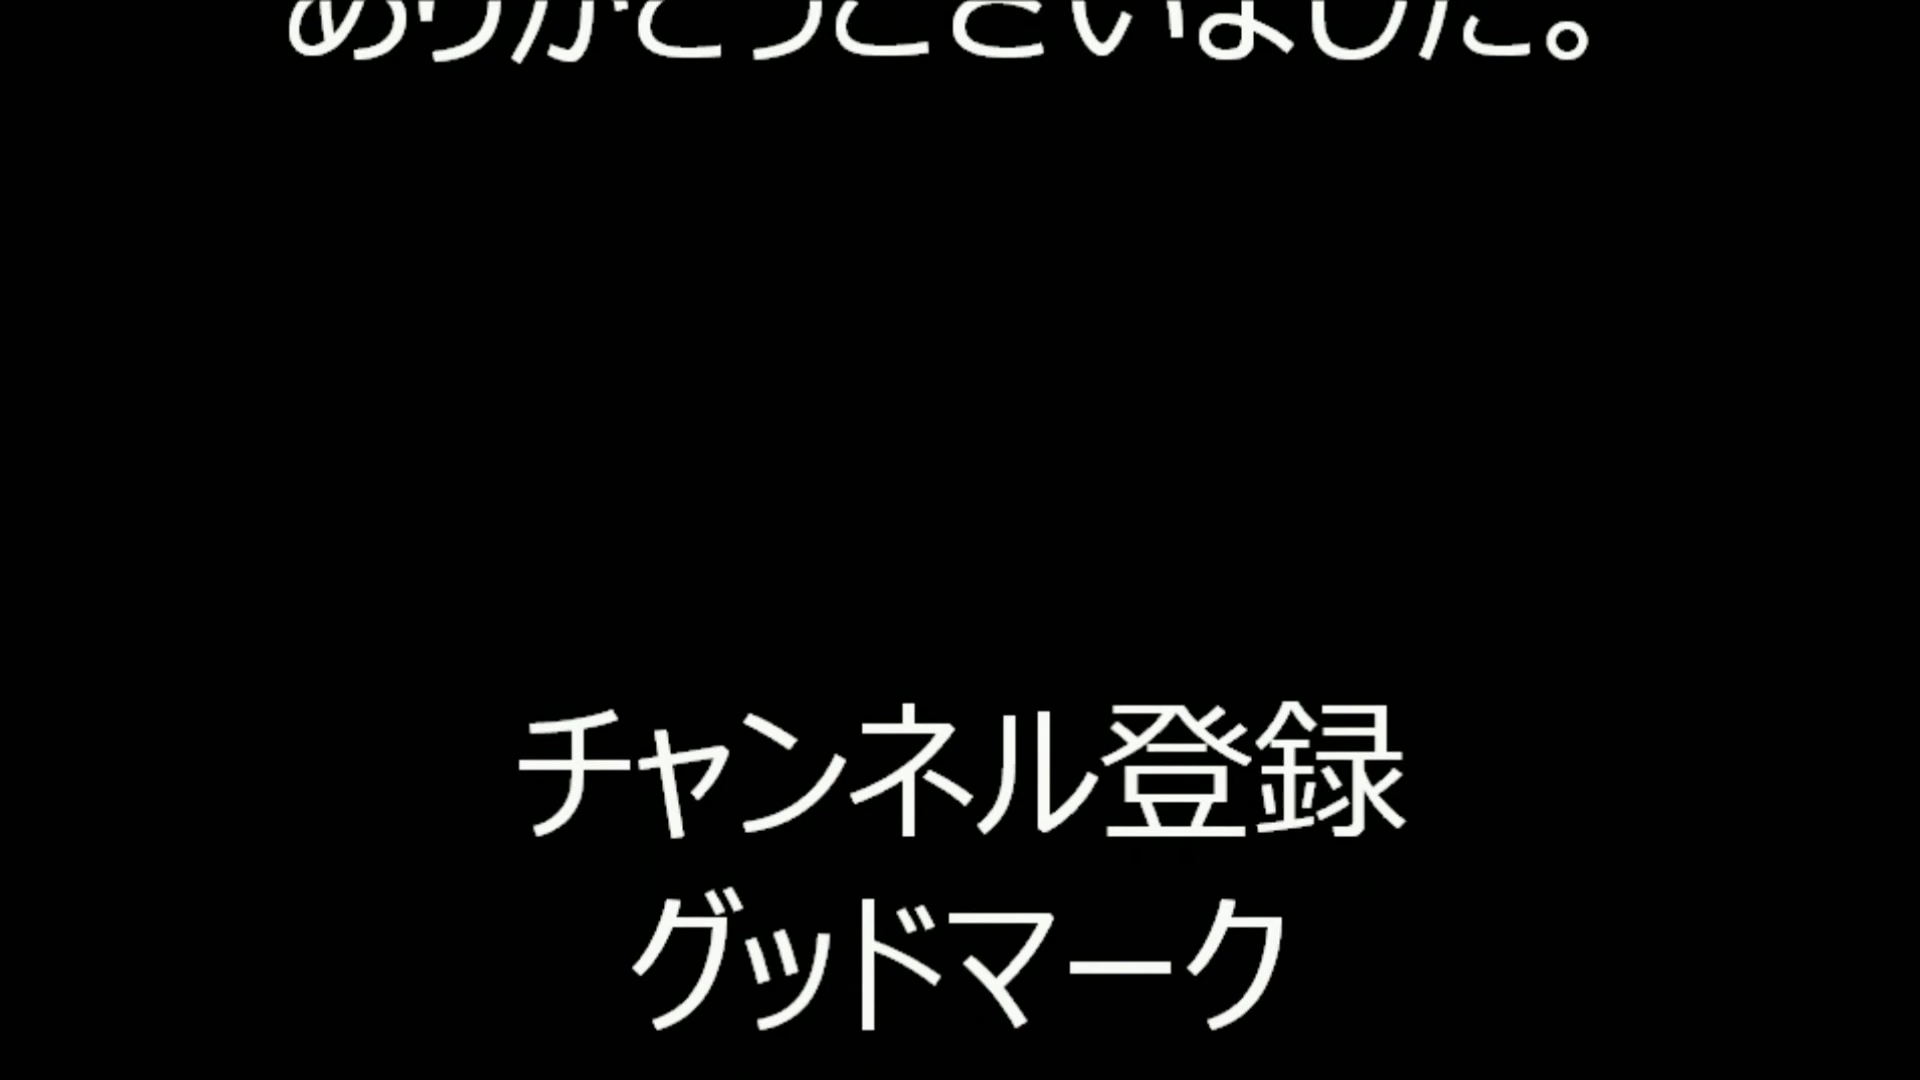 ありがとうございました。
チャンネル登録
グッドマーク